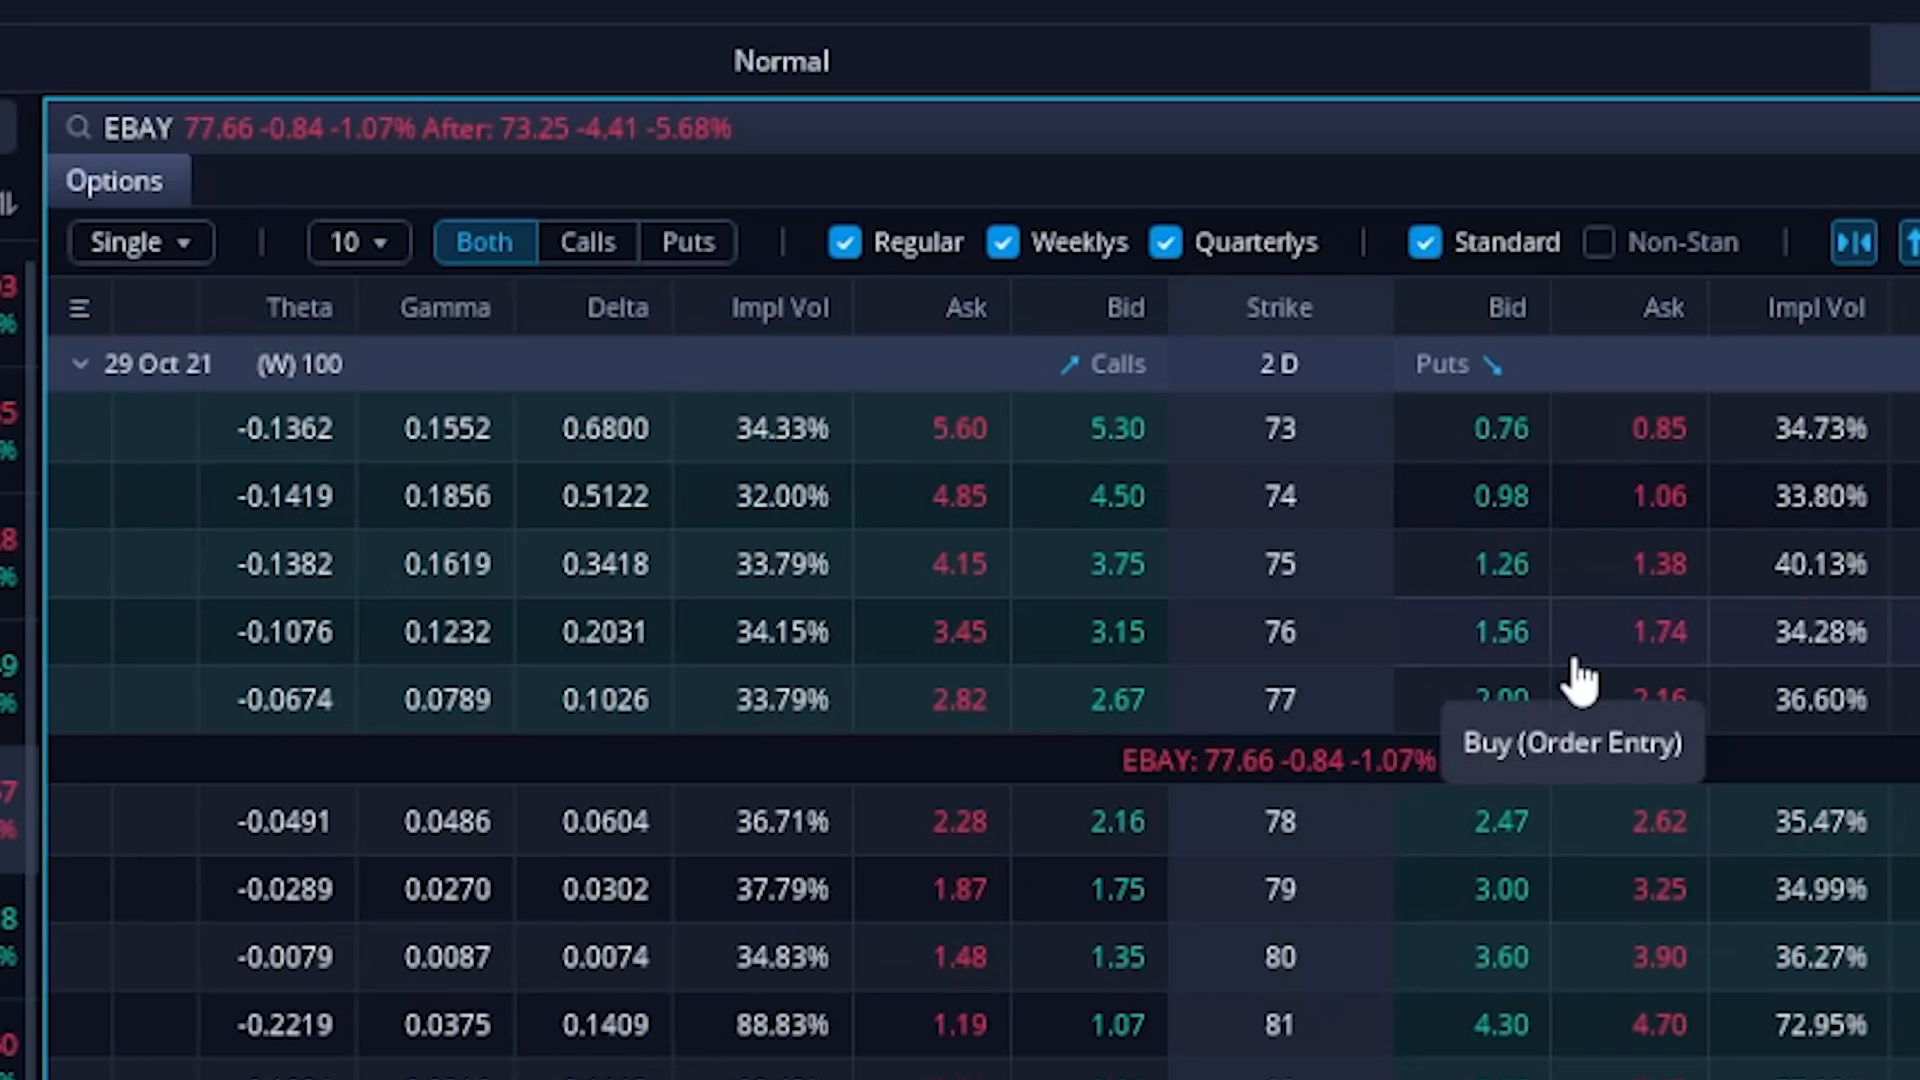 Normal
EBAY 77.66 -0.84 -1.07% After: 73.25 -4.41 -5.68%
Options
Single 10 Both Calls Puts Regular Weeklys Quarterlys Standard Non-Stan
Theta Gamma Delta Impl Vol Ask Bid Strike Bid Ask Impl Vol
29 Oct 21 (W) 100 Calls 2 D Puts
-0.1362 0.1552 0.6800 34.33% 5.60 5.30 73 0.76 0.85 34.73%
-0.1419 0.1856 0.5122 32.00% 4.85 4.50 74 0.98 1.06 33.80%
-0.1382 0.1619 0.3418 33.79% 4.15 3.75 75 1.26 1.38 40.13%
-0.1076 0.1232 0.2031 34.15% 3.45 3.15 76 1.56 1.74 34.28%
-0.0674 0.0789 0.1026 33.79% 2.82 2.67 77 2.00 2.16 36.60%
EBAY: 77.66 -0.84 -1.07%
Buy (Order Entry)
-0.0491 0.0486 0.0604 36.71% 2.28 2.16 78 2.47 2.62 35.47%
-0.0289 0.0270 0.0302 37.79% 1.87 1.75 79 3.00 3.25 34.99%
-0.0079 0.0087 0.0074 34.83% 1.48 1.35 80 3.60 3.90 36.27%
-0.2219 0.0375 0.1409 88.83% 1.19 1.07 81 4.30 4.70 72.95%